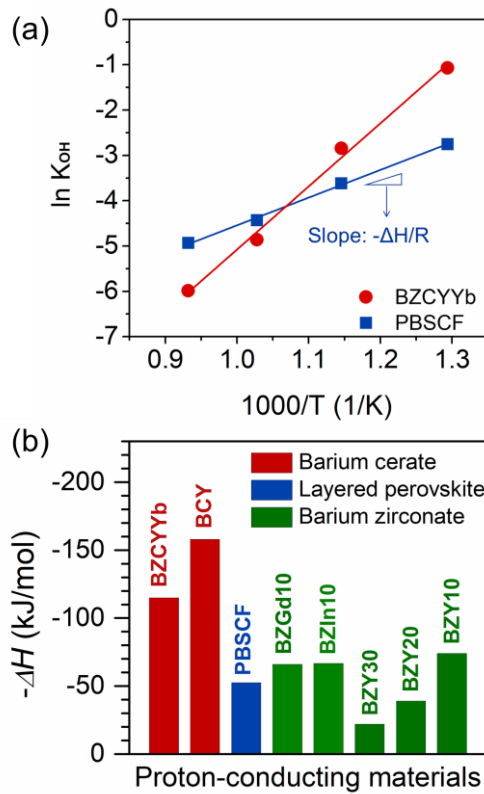 (a)
0
-1
-2
-3
-4
-5
-6
-7
ln K_OH
Slope: -ΔH/R
BZCYYb
PBSCF
0.9 1.0 1.1 1.2 1.3
1000/T (1/K)
(b)
-200
-150
-100
-50
0
-ΔH (kJ/mol)
Barium cerate
Layered perovskite
Barium zirconate
BZCYYb
BCY
PBSCF
BZGd10
BZIn10
BZY30
BZY20
BZY10
Proton-conducting materials